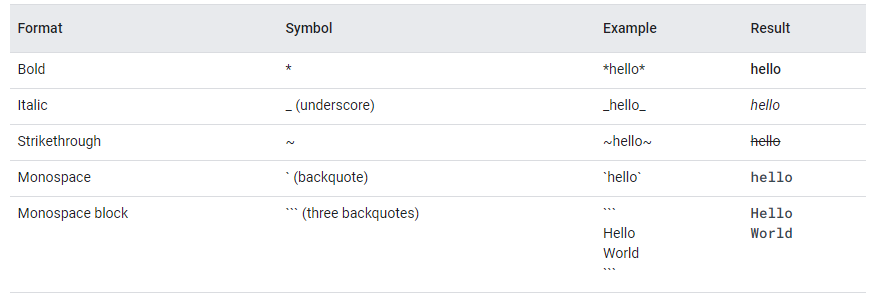 Format Symbol Example Result
Bold * *hello* hello
Italic _ (underscore) _hello_ hello
Strikethrough ~ ~hello~ hello
Monospace ` (backquote) `hello` hello
Monospace block ``` (three backquotes) ``` Hello
Hello World
World
```